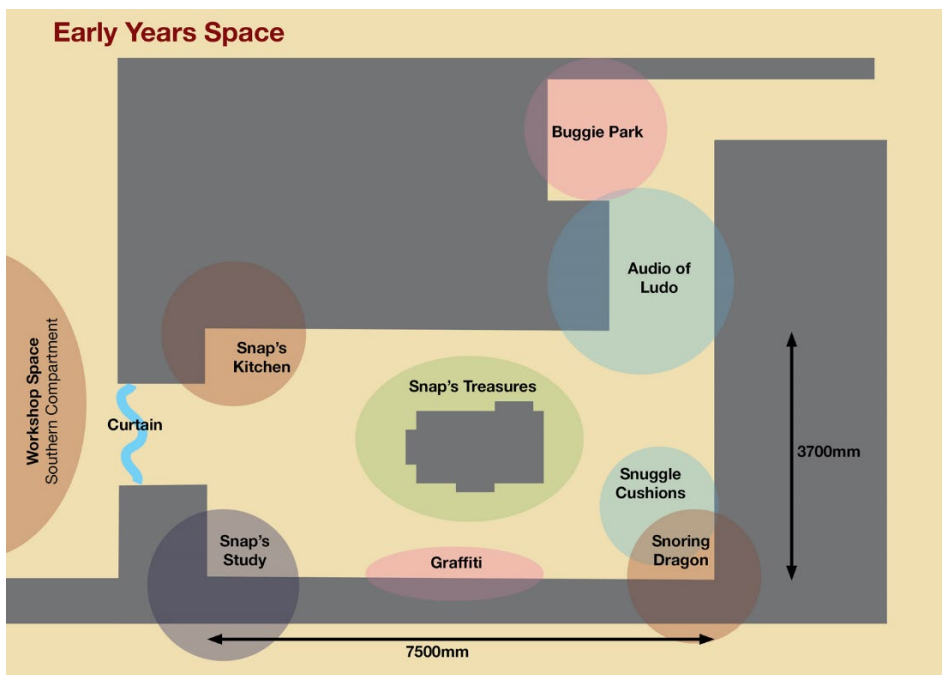 Early Years Space
Buggie Park
Audio of
Ludo
Snap's
Kitchen
Snap's Treasures
Workshop Space
Southern Compartment
Curtain
3700mm
Snuggle
Cushions
Snap's
Study
Graffiti
Snoring
Dragon
7500mm